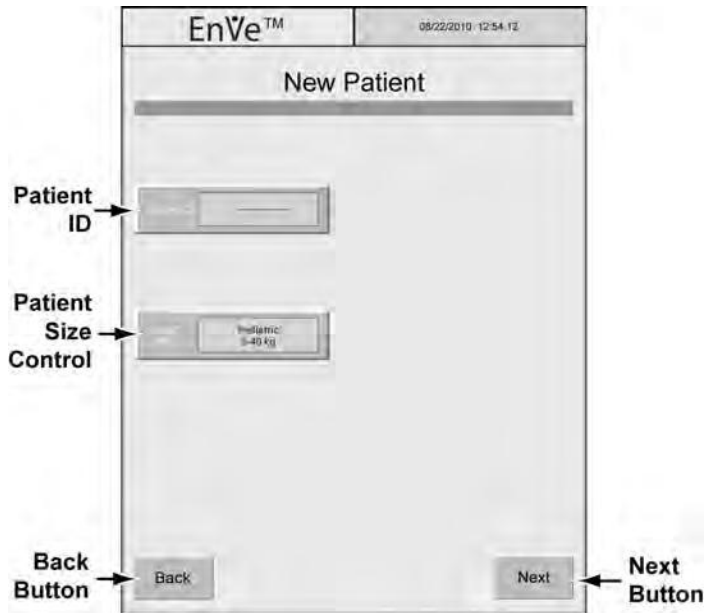 EnVe™
08/22/2010 12:54:12
New Patient
Patient
ID
Patient
Size
Control
Pediatric
5-40 kg
Back
Button
Back
Next
Next
Button